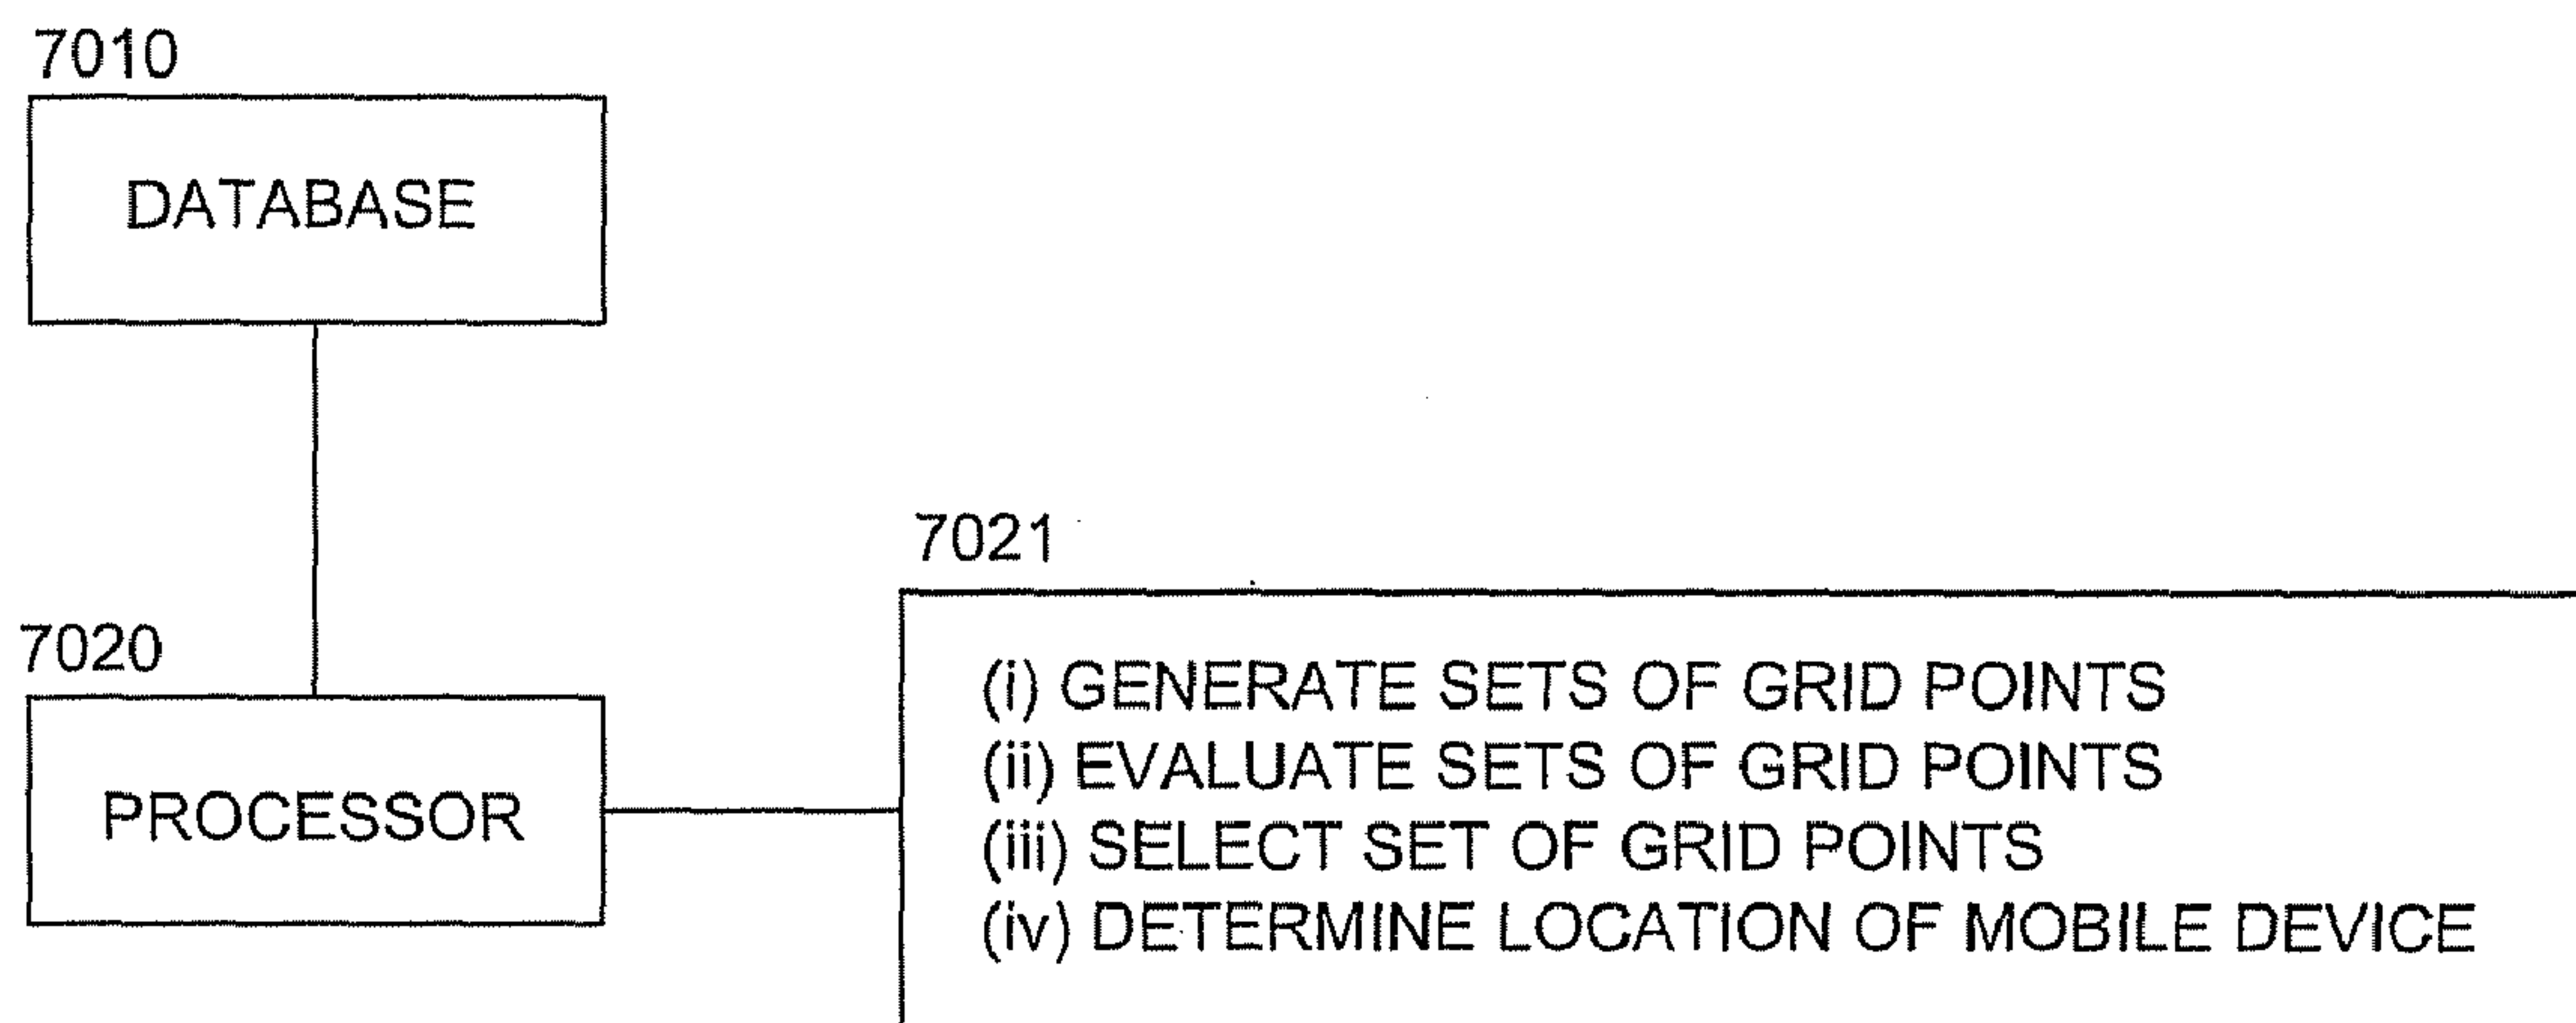 7010
DATABASE
7020
PROCESSOR
7021
(i) GENERATE SETS OF GRID POINTS
(ii) EVALUATE SETS OF GRID POINTS
(iii) SELECT SET OF GRID POINTS
(iv) DETERMINE LOCATION OF MOBILE DEVICE